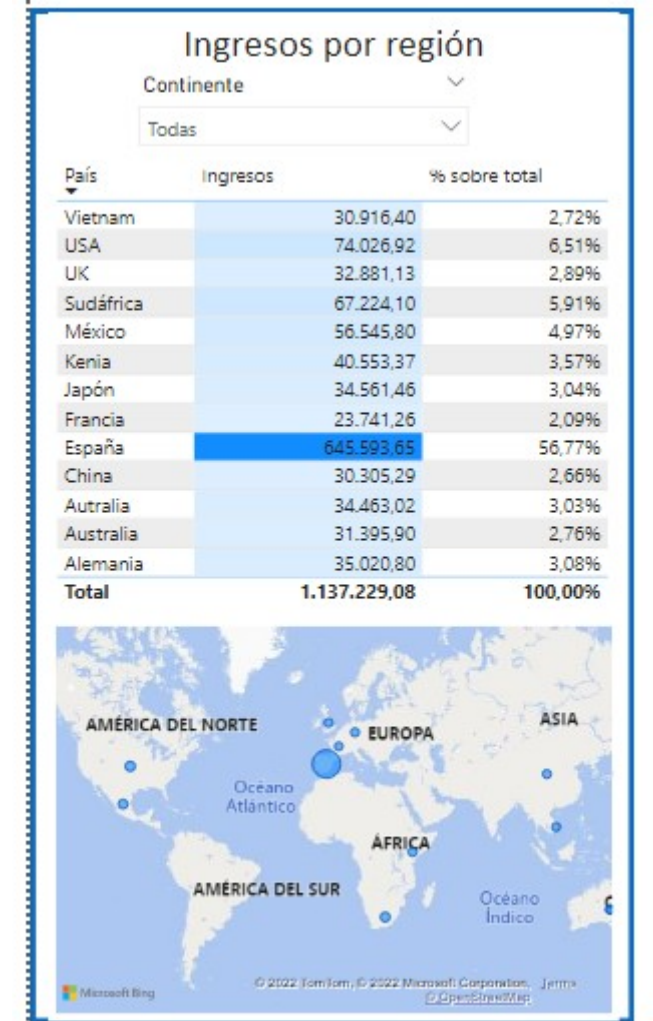 Ingresos por región
Continente
Todas
País Ingresos % sobre total
Vietnam 30.916,40 2,72%
USA 74.026,92 6,51%
UK 32.881,13 2,89%
Sudáfrica 67.224,10 5,91%
México 56.545,80 4,97%
Kenia 40.553,37 3,57%
Japón 34.561,46 3,04%
Francia 23.741,26 2,09%
España 645.593,65 56,77%
China 30.305,29 2,66%
Autralia 34.463,02 3,03%
Australia 31.395,90 2,76%
Alemania 35.020,80 3,08%
Total 1.137.229,08 100,00%
AMÉRICA DEL NORTE
EUROPA
ASIA
Océano
Atlántico
ÁFRICA
AMÉRICA DEL SUR
Océano
Índico
Microsoft Bing
© 2022 TomTom, © 2022 Microsoft Corporation, Terms
© OpenStreetMap